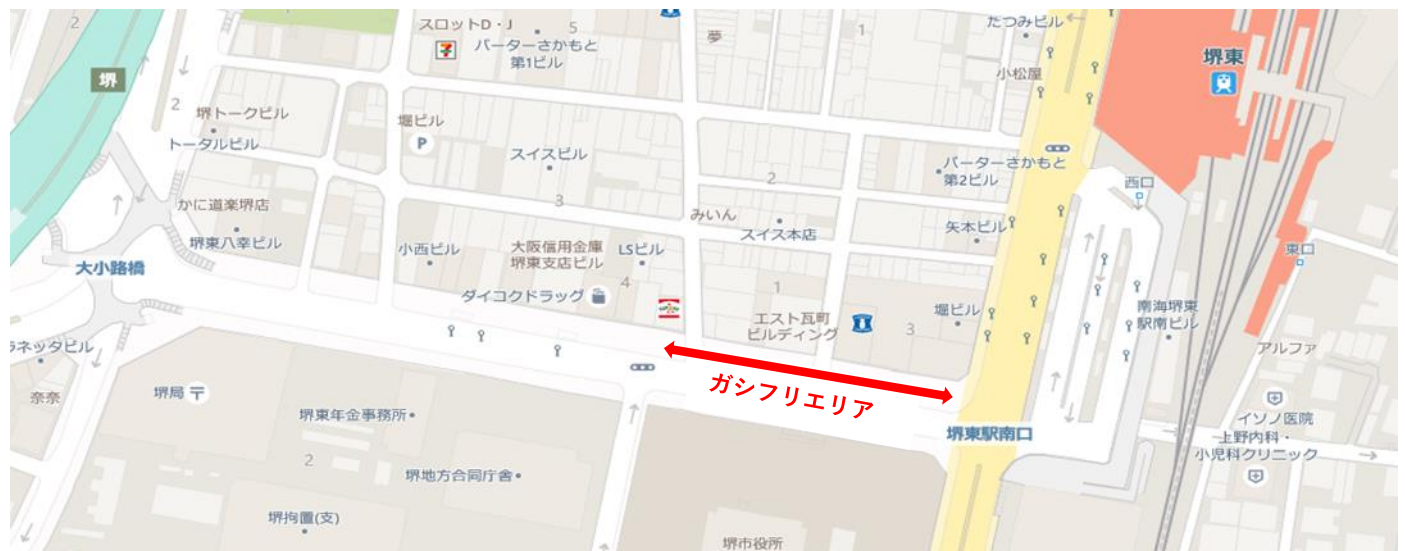 2
スロットD・J
5
夢
1
たつみビル
バーターさかもと
第1ビル
小松屋
堺東
堺
2
堺トークビル
堀ビル
P
トータルビル
スイスビル
バーターさかもと
第2ビル
2
西口
かに道楽堺店
3
みいん
スイス本店
矢本ビル
堺東八幸ビル
小西ビル
大阪信用金庫
堺東支店ビル
LSビル
東口
大小路橋
4
1
ダイコクドラッグ
エスト瓦町
ビルディング
3
堀ビル
南海堺東
駅南ビル
ラネッタビル
アルファ
ガシフリエリア
奈奈
堺局
堺東年金事務所
イソノ医院
堺東駅南口
上野内科・
小児科クリニック
2
堺地方合同庁舎
堺拘置(支)
堺市役所